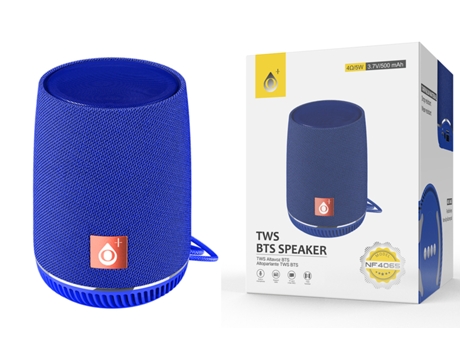 4Ω/5W 3.7V/500 mAh
TWS
BTS SPEAKER
TWS Altavoz BTS
Altoparlante TWS BTS
NF4065